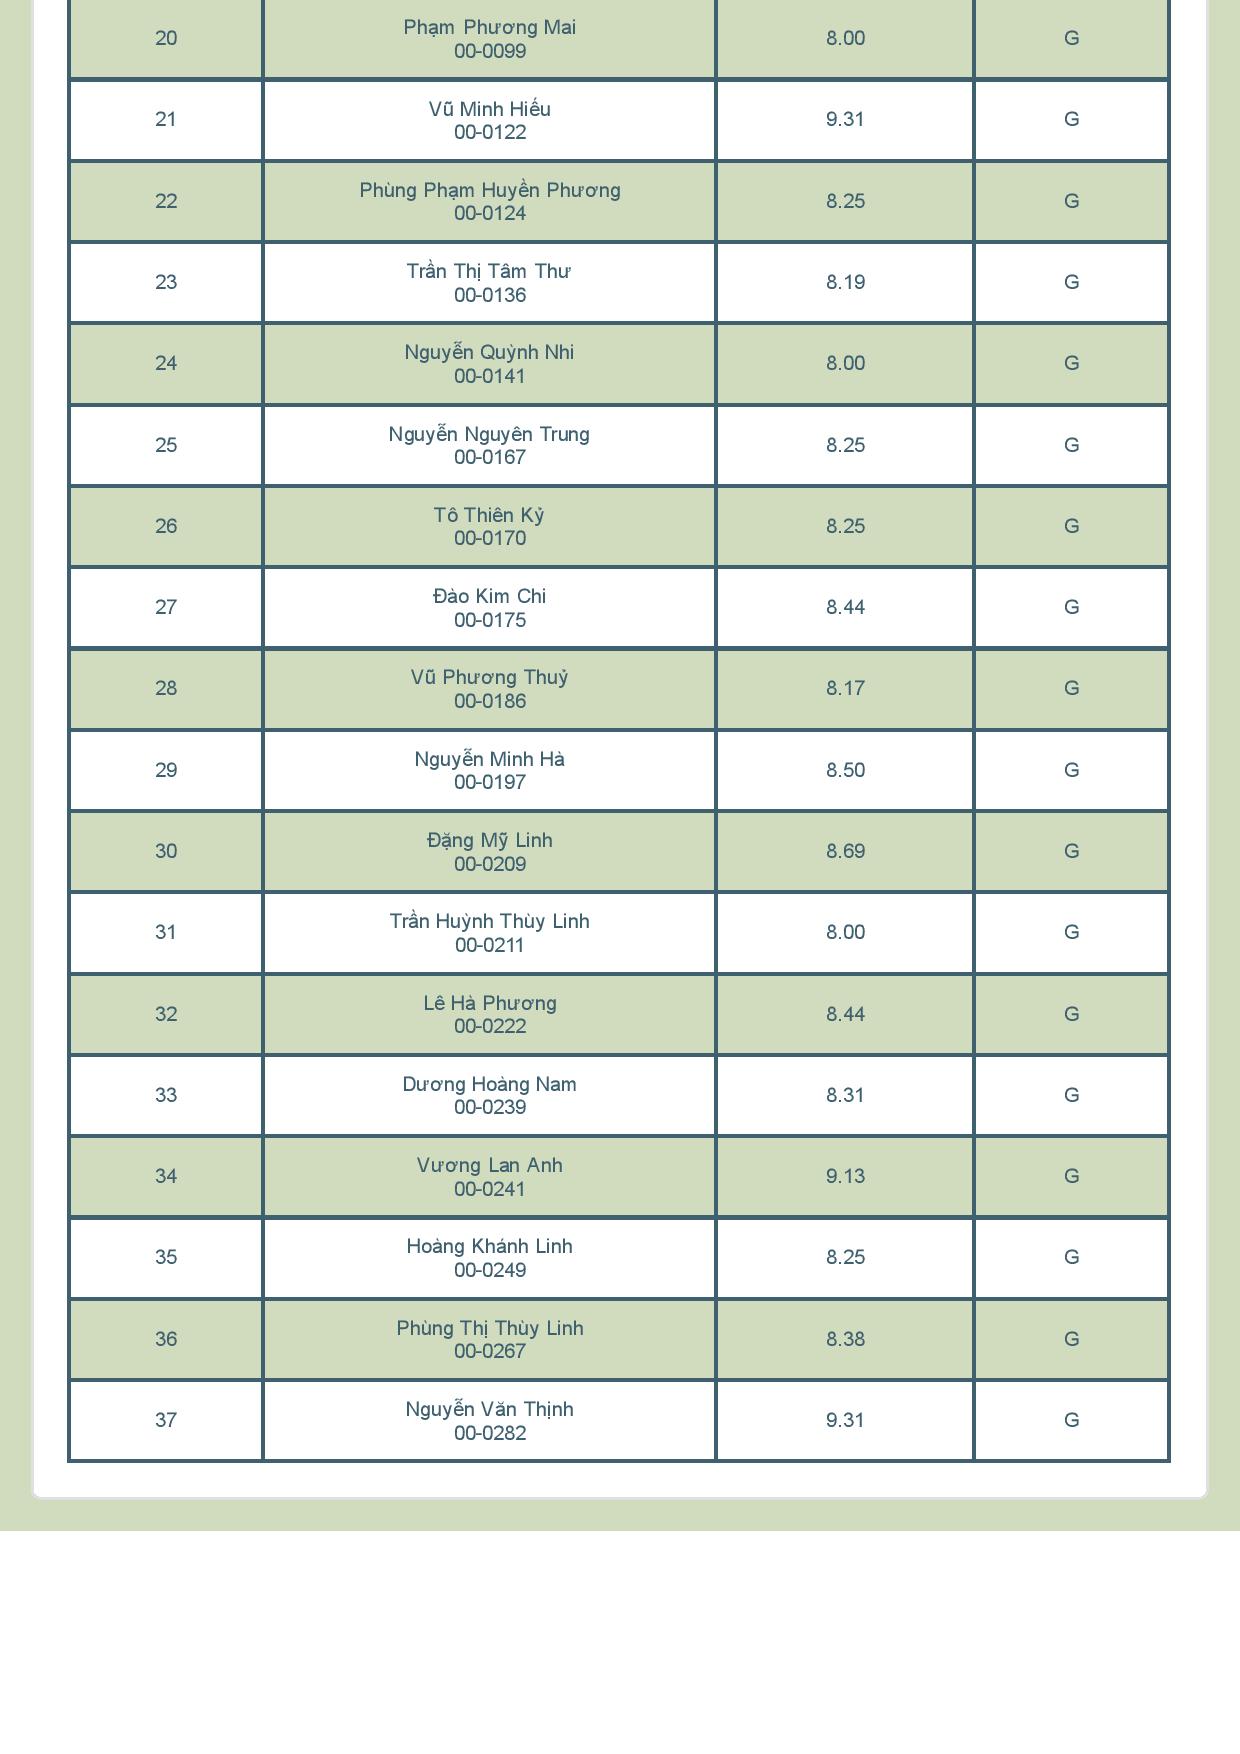 20 Phạm Phương Mai 8.00 G
00-0099
21 Vũ Minh Hiếu 9.31 G
00-0122
22 Phùng Phạm Huyền Phương 8.25 G
00-0124
23 Trần Thị Tâm Thư 8.19 G
00-0136
24 Nguyễn Quỳnh Nhi 8.00 G
00-0141
25 Nguyễn Nguyên Trung 8.25 G
00-0167
26 Tô Thiên Kỷ 8.25 G
00-0170
27 Đào Kim Chi 8.44 G
00-0175
28 Vũ Phương Thuỷ 8.17 G
00-0186
29 Nguyễn Minh Hà 8.50 G
00-0197
30 Đặng Mỹ Linh 8.69 G
00-0209
31 Trần Huỳnh Thùy Linh 8.00 G
00-0211
32 Lê Hà Phương 8.44 G
00-0222
33 Dương Hoàng Nam 8.31 G
00-0239
34 Vương Lan Anh 9.13 G
00-0241
35 Hoàng Khánh Linh 8.25 G
00-0249
36 Phùng Thị Thùy Linh 8.38 G
00-0267
37 Nguyễn Văn Thịnh 9.31 G
00-0282